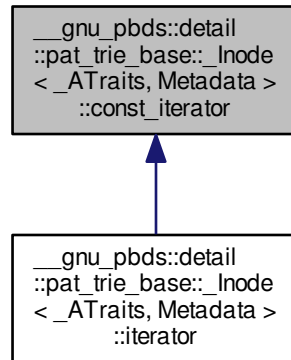 __gnu_pbds::detail
::pat_trie_base::_Inode
< _ATraits, Metadata >
::const_iterator
__gnu_pbds::detail
::pat_trie_base::_Inode
< _ATraits, Metadata >
::iterator